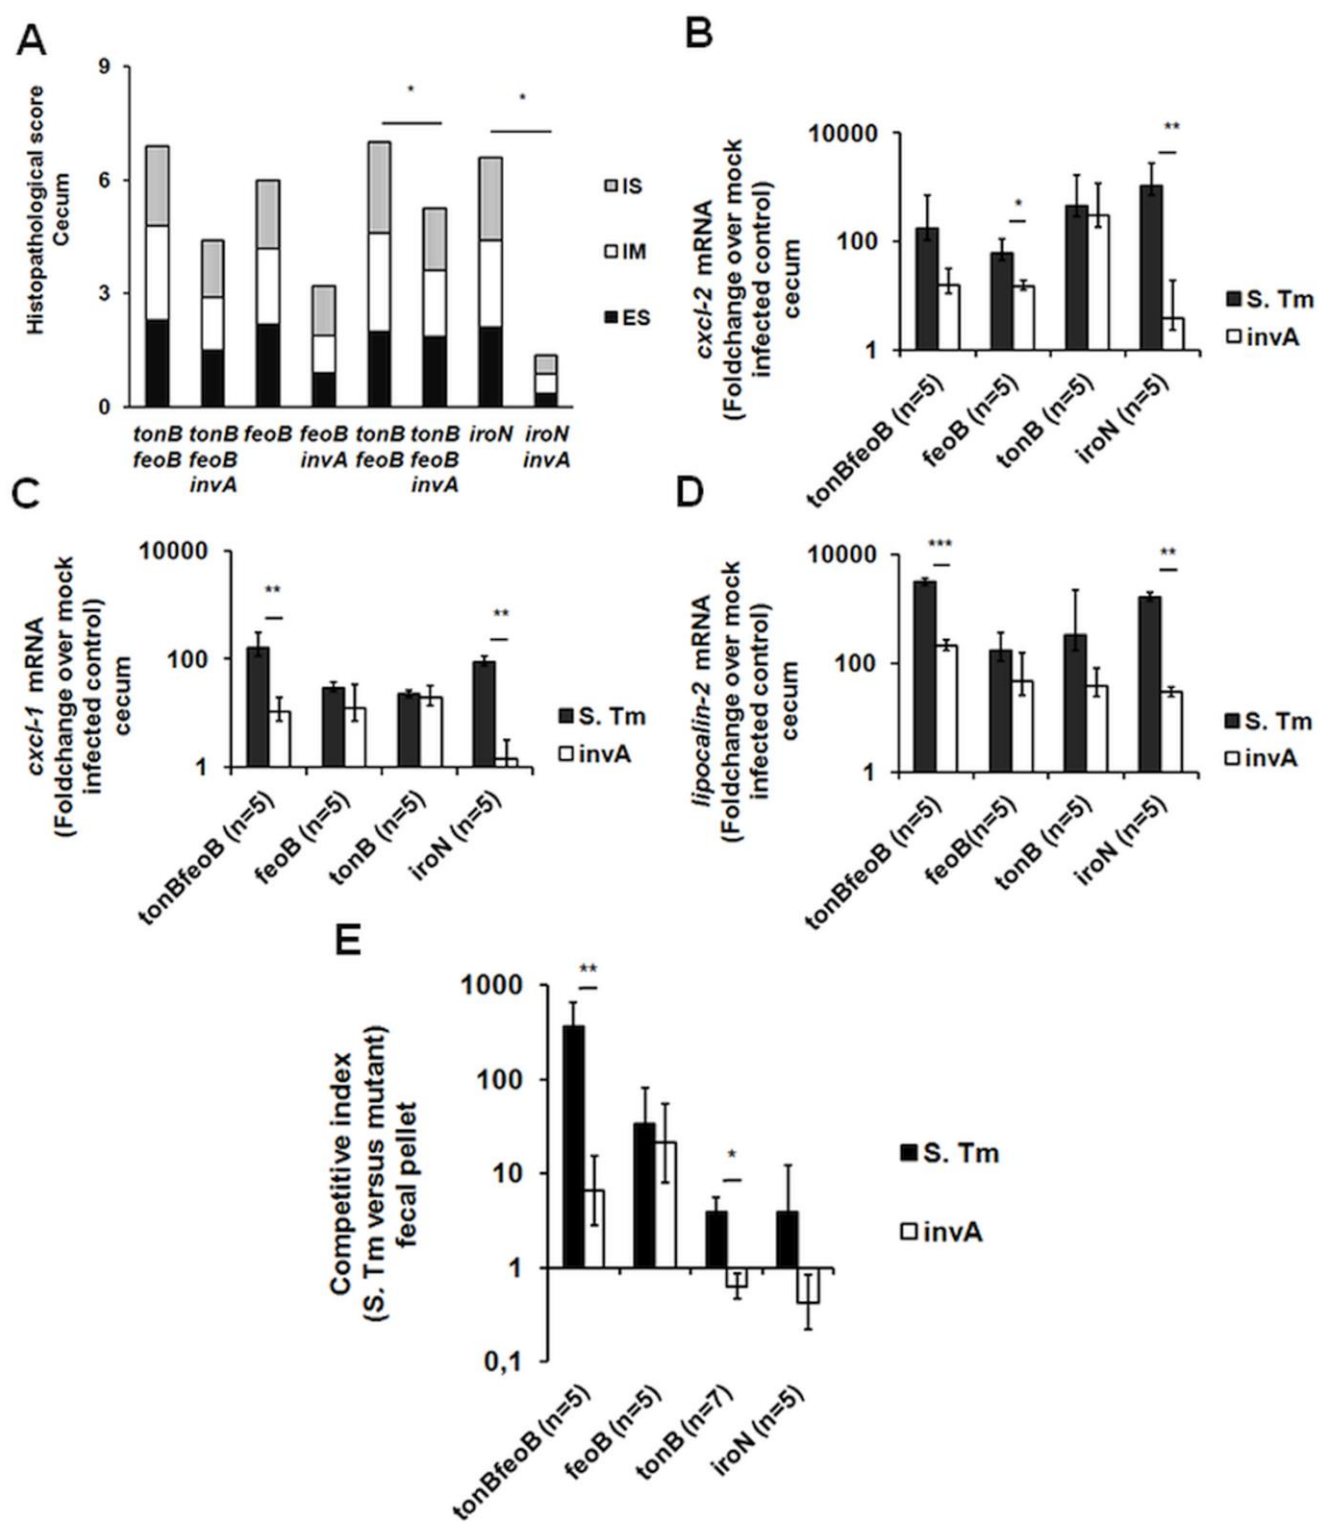 A
Histopathological score
Cecum
9
6
3
0
*
*
IS
IM
ES
tonB tonB feoB feoB tonB tonB iroN iroN
feoB feoB invA feoB feoB invA
invA invA
B
cxcl-2 mRNA
(Foldchange over mock
infected control)
cecum
10000
100
1
*
**
S. Tm
invA
tonBfeoB (n=5)
feoB (n=5)
tonB (n=5)
iroN (n=5)
C
cxcl-1 mRNA
(Foldchange over mock
infected control)
cecum
10000
100
1
**
**
S. Tm
invA
tonBfeoB (n=5)
feoB (n=5)
tonB (n=5)
iroN (n=5)
D
lipocalin-2 mRNA
(Foldchange over mock
infected control)
cecum
10000
100
1
***
**
S. Tm
invA
tonBfeoB (n=5)
feoB(n=5)
tonB (n=5)
iroN (n=5)
E
Competitive index
(S. Tm versus mutant)
fecal pellet
1000
100
10
1
0,1
**
*
S. Tm
invA
tonBfeoB (n=5)
feoB (n=5)
tonB (n=7)
iroN (n=5)